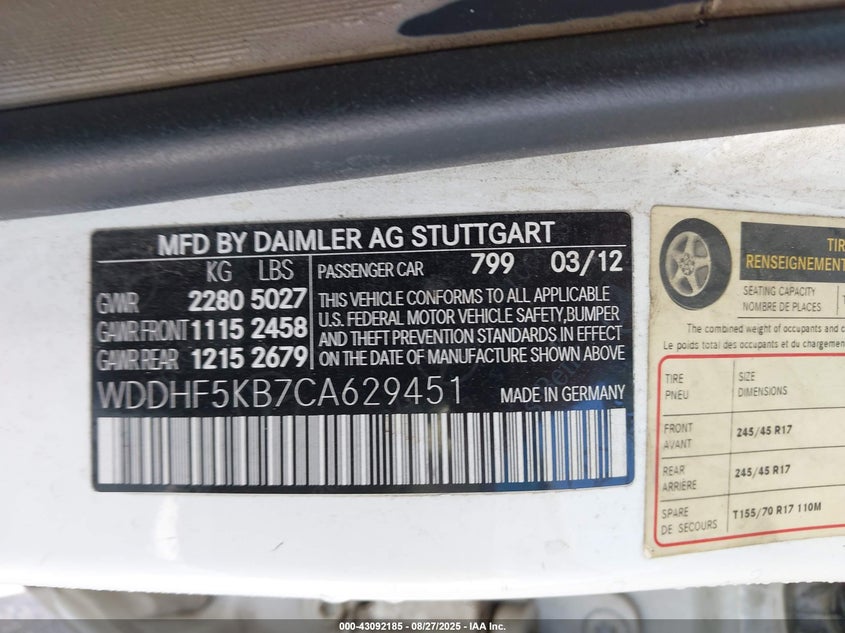 MFD BY DAIMLER AG STUTTGART
KG LBS
GVWR 2280 5027
GAWR FRONT 1115 2458
GAWR REAR 1215 2679
PASSENGER CAR 799 03/12
THIS VEHICLE CONFORMS TO ALL APPLICABLE
U.S. FEDERAL MOTOR VEHICLE SAFETY,BUMPER
AND THEFT PREVENTION STANDARDS IN EFFECT
ON THE DATE OF MANUFACTURE SHOWN ABOVE
WDDHF5KB7CA629451 MADE IN GERMANY
RENSEIGNEMENT
SEATING CAPACITY
NOMBRE DE PLACES
The combined weight of occupants and
Le poids total des occupants et du chargement
TIRE SIZE
PNEU DIMENSIONS
FRONT
AVANT 245/45 R17
REAR
ARRIÈRE 245/45 R17
SPARE
DE SECOURS T155/70 R17 110M
000-43092185 - 08/27/2025 - Copyright © 2025, IAA Inc.